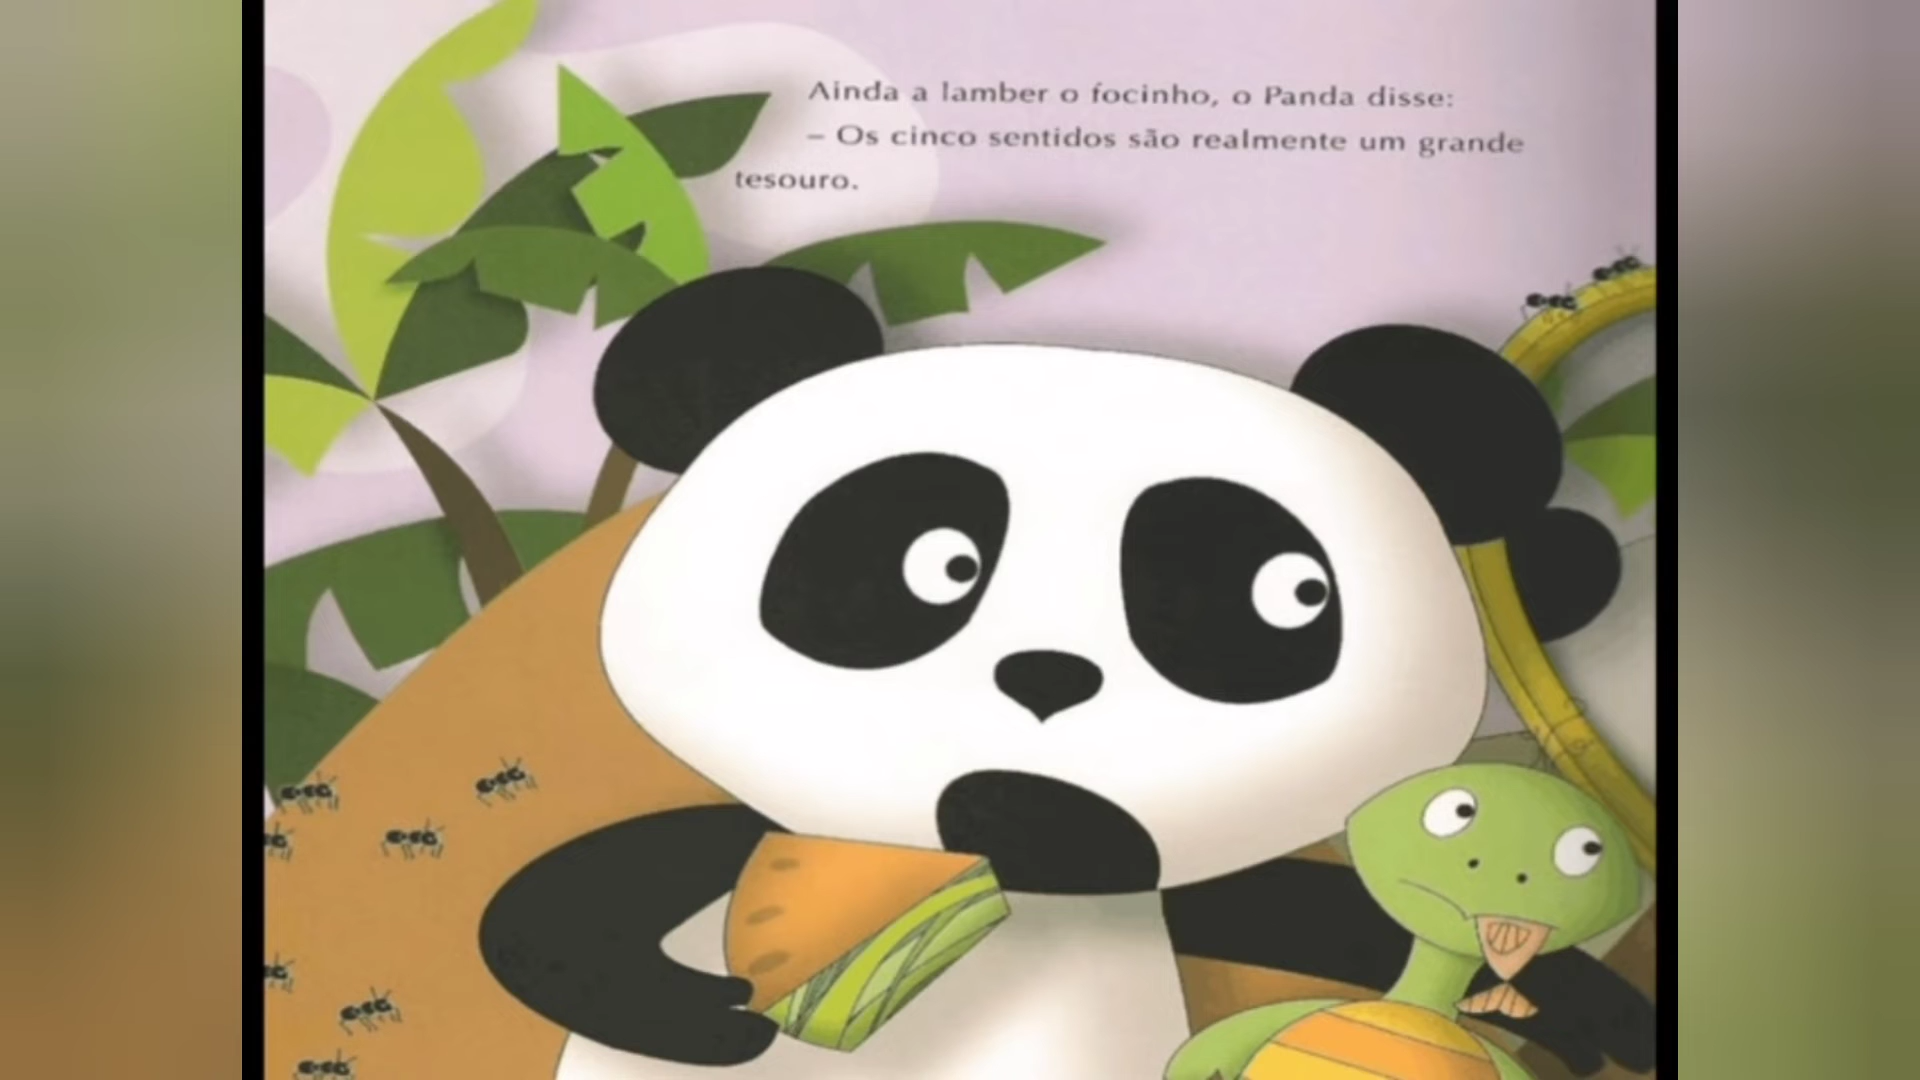 Ainda a lamber o focinho, o Panda disse:
– Os cinco sentidos são realmente um grande
tesouro.